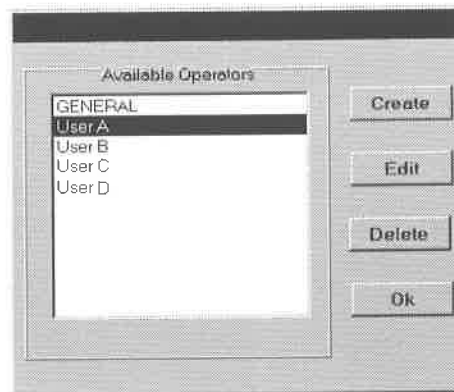 Available Operators
GENERAL
User A
User B
User C
User D
Create
Edit
Delete
Ok